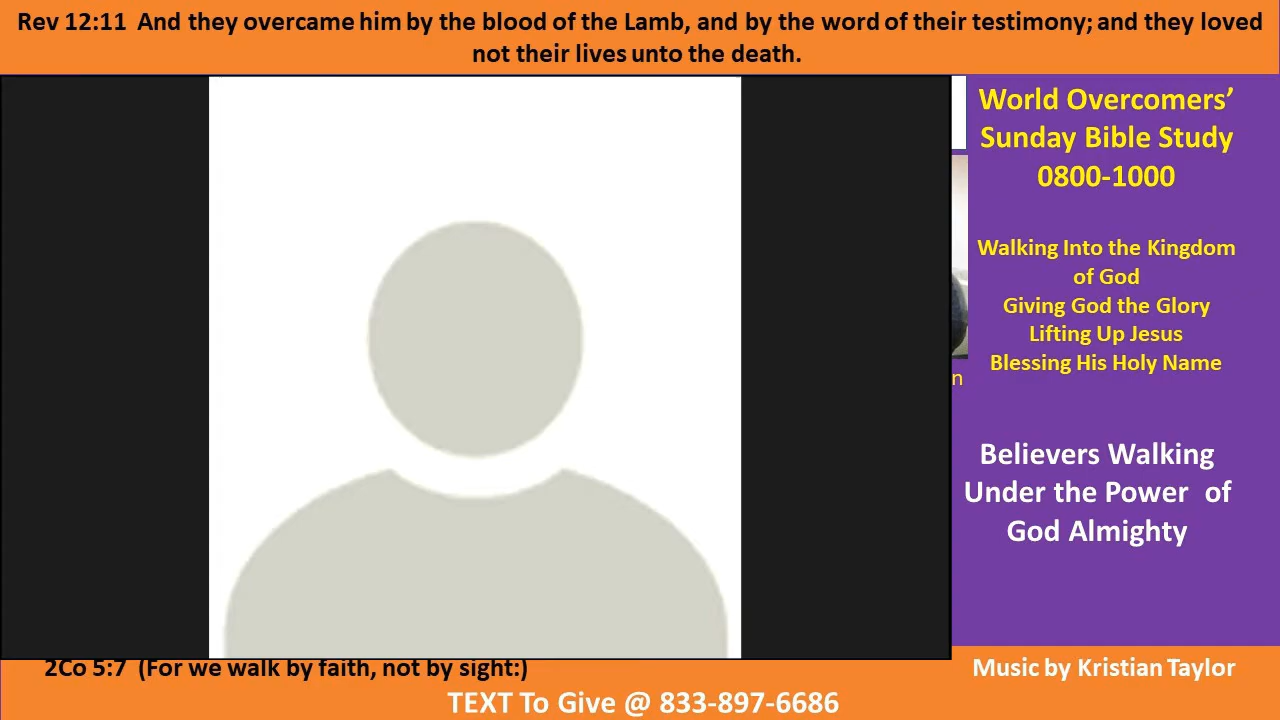 Rev 12:11  And they overcame him by the blood of the Lamb, and by the word of their testimony; and they loved
not their lives unto the death.
World Overcomers’
Sunday Bible Study
0800-1000
Walking Into the Kingdom
of God
Giving God the Glory
Lifting Up Jesus
Blessing His Holy Name
n
Believers Walking
Under the Power  of
God Almighty
2Co 5:7  (For we walk by faith, not by sight:)
Music by Kristian Taylor
TEXT To Give @ 833-897-6686